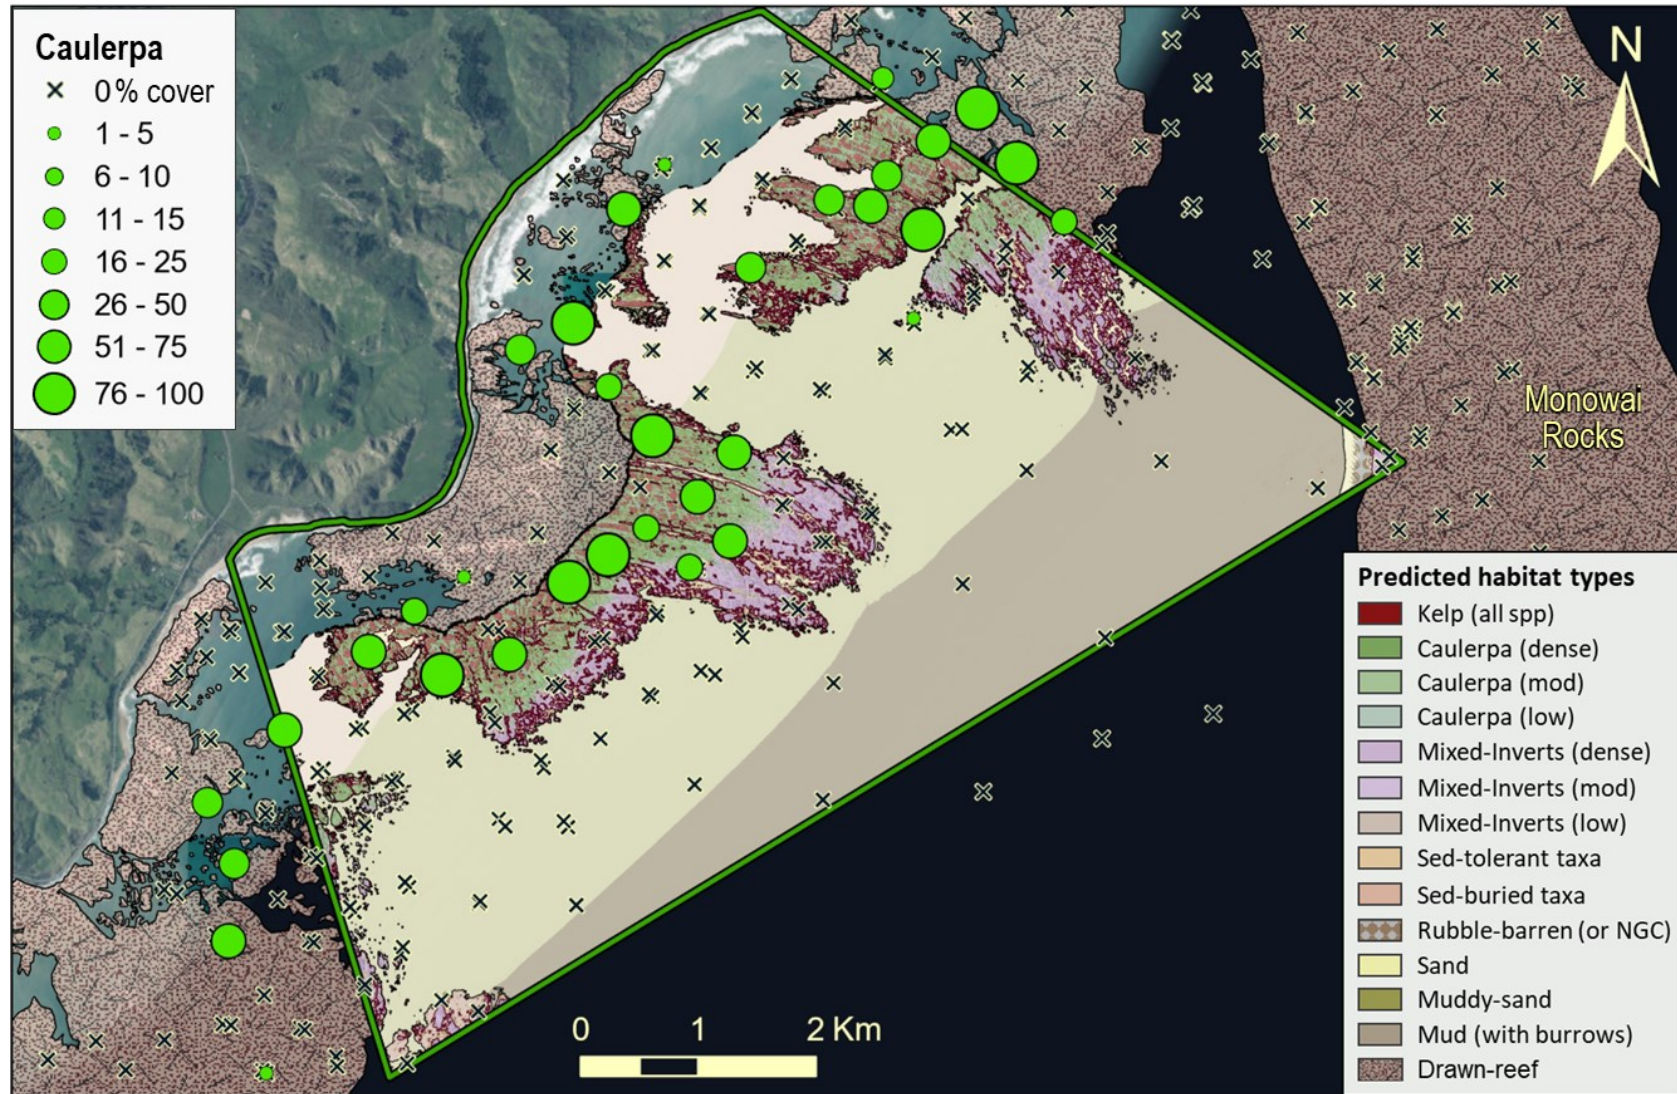 Caulerpa
0% cover
1 - 5
6 - 10
11 - 15
16 - 25
26 - 50
51 - 75
76 - 100
N
Monowai
Rocks
Predicted habitat types
Kelp (all spp)
Caulerpa (dense)
Caulerpa (mod)
Caulerpa (low)
Mixed-Inverts (dense)
Mixed-Inverts (mod)
Mixed-Inverts (low)
Sed-tolerant taxa
Sed-buried taxa
Rubble-barren (or NGC)
Sand
Muddy-sand
Mud (with burrows)
Drawn-reef
0 1 2 Km